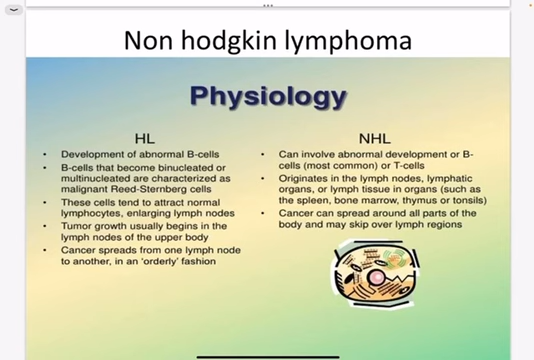 Non hodgkin lymphoma
Physiology
HL
• Development of abnormal B-cells
• B-cells that become binucleated or
multinucleated are characterized as
malignant Reed-Sternberg cells
• These cells tend to attract normal
lymphocytes, enlarging lymph nodes
• Tumor growth usually begins in the
lymph nodes of the upper body
• Cancer spreads from one lymph node
to another, in an 'orderly' fashion
NHL
• Can involve abnormal development or B-
cells (most common) or T-cells
• Originates in the lymph nodes, lymphatic
organs, or lymph tissue in organs (such as
the spleen, bone marrow, thymus or tonsils)
• Cancer can spread around all parts of the
body and may skip over lymph regions